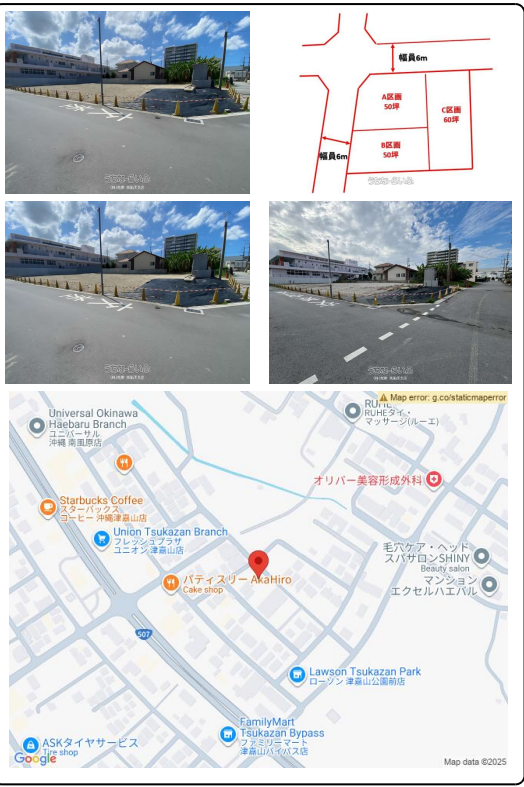 幅員6m
A区画
50坪
C区画
60坪
B区画
50坪
幅員6m
Map error: g.co/staticmaperror
Universal Okinawa
Haebaru Branch
ユニバーサル
沖縄 南風原店
RUHE
RUHEタイ・
マッサージ(ルーエ)
オリバー美容形成外科
Starbucks Coffee
スターバックス
コーヒー 沖縄津嘉山店
Union Tsukazan Branch
フレッシュプラザ
ユニオン 津嘉山店
毛穴ケア・ヘッド
スパサロンSHINY
Beauty salon
マンション
エクセルハエバル
パティスリー AkaHiro
Cake shop
507
Lawson Tsukazan Park
ローソン 津嘉山公園前店
FamilyMart
Tsukazan Bypass
ファミリーマート
津嘉山バイパス店
ASKタイヤサービス
Tire shop
Google
Map data ©2025